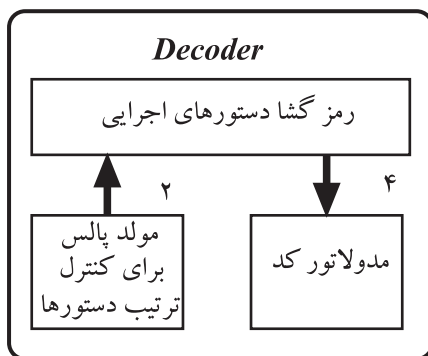 Decoder
رمز گشا دستورهای اجرایی
۲
۴
مولد پالس
برای کنترل
ترتیب دستورها
مدولاتور کد